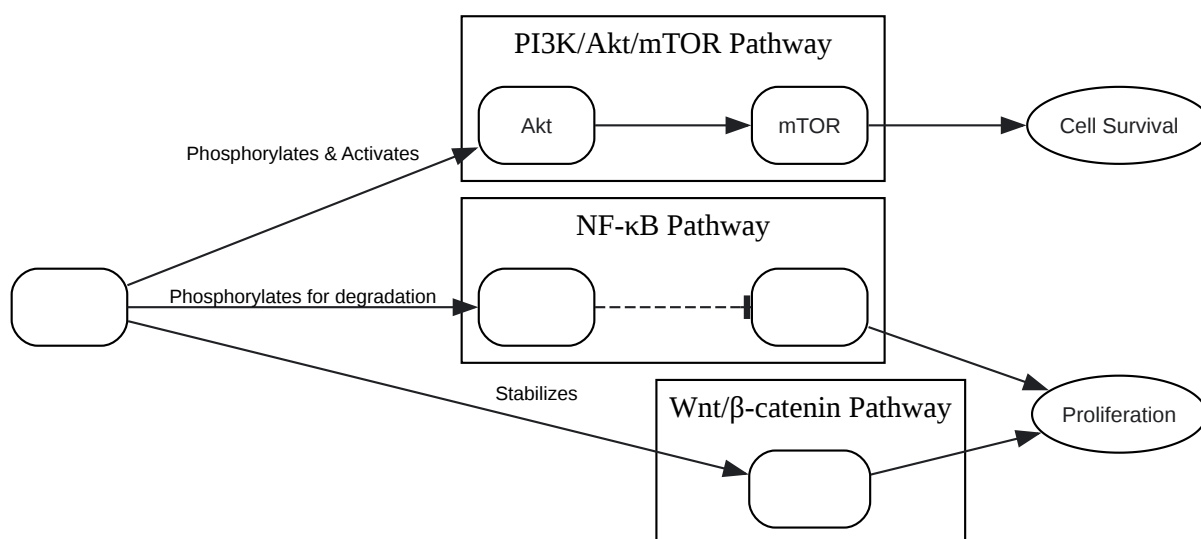 PI3K/Akt/mTOR Pathway
Akt
mTOR
Cell Survival
Phosphorylates & Activates
NF-κB Pathway
Phosphorylates for degradation
Stabilizes
Wnt/β-catenin Pathway
Proliferation